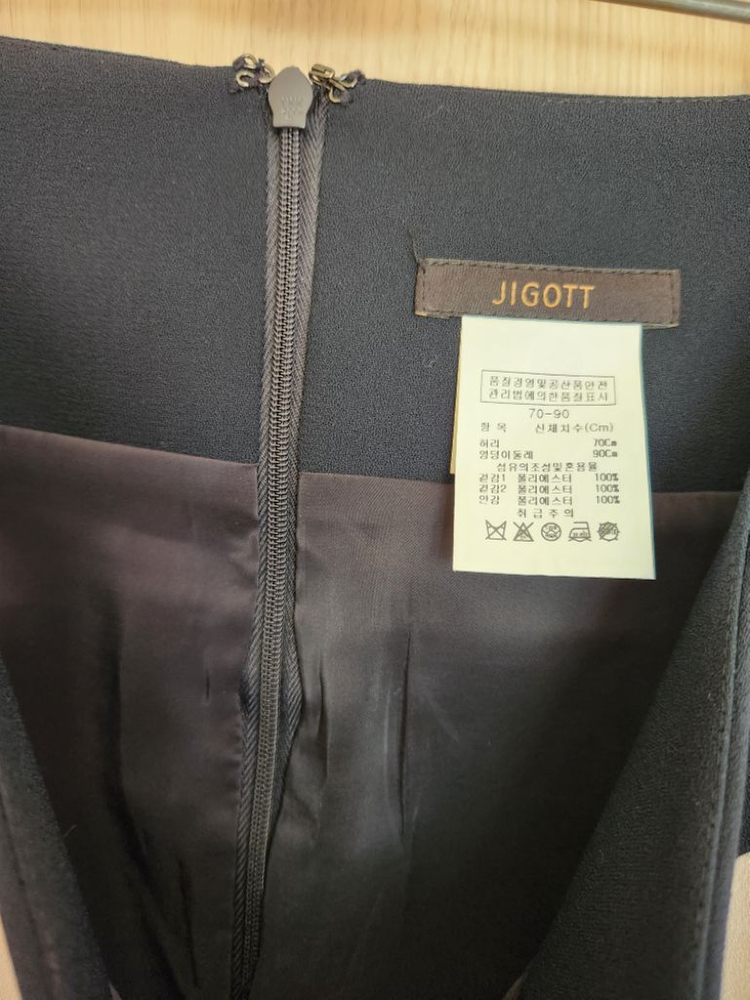 JIGOTT
품질경영및공산품안전
관리법에의한품질표시
70-90
항 목 신체치수(Cm)
허리 70Cm
엉덩이둘레 90Cm
섬유의조성및혼용율
겉감1 폴리에스터 100%
겉감2 폴리에스터 100%
안감 폴리에스터 100%
취급주의